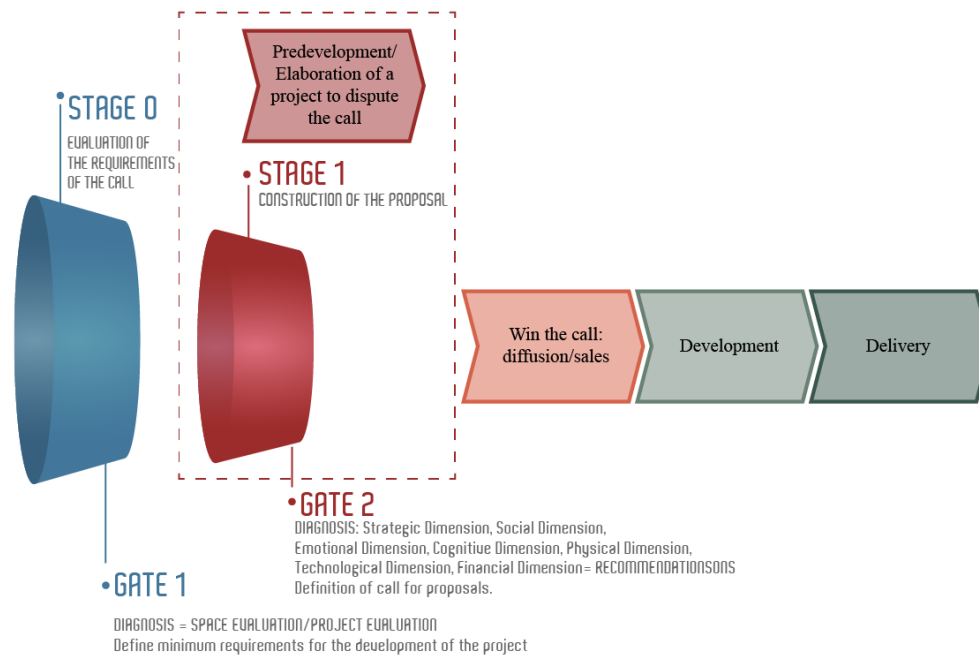 Predevelopment/
Elaboration of a
project to dispute
the call
STAGE 0
EVALUATION OF
THE REQUIREMENTS
OF THE CALL
STAGE 1
CONSTRUCTION OF THE PROPOSAL
Win the call:
diffusion/sales
Development
Delivery
GATE 2
DIAGNOSIS: Strategic Dimension, Social Dimension,
Emotional Dimension, Cognitive Dimension, Physical Dimension,
Technological Dimension, Financial Dimension= RECOMMENDATIONSONS
Definition of call for proposals.
GATE 1
DIAGNOSIS = SPACE EVALUATION/PROJECT EVALUATION
Define minimum requirements for the development of the project